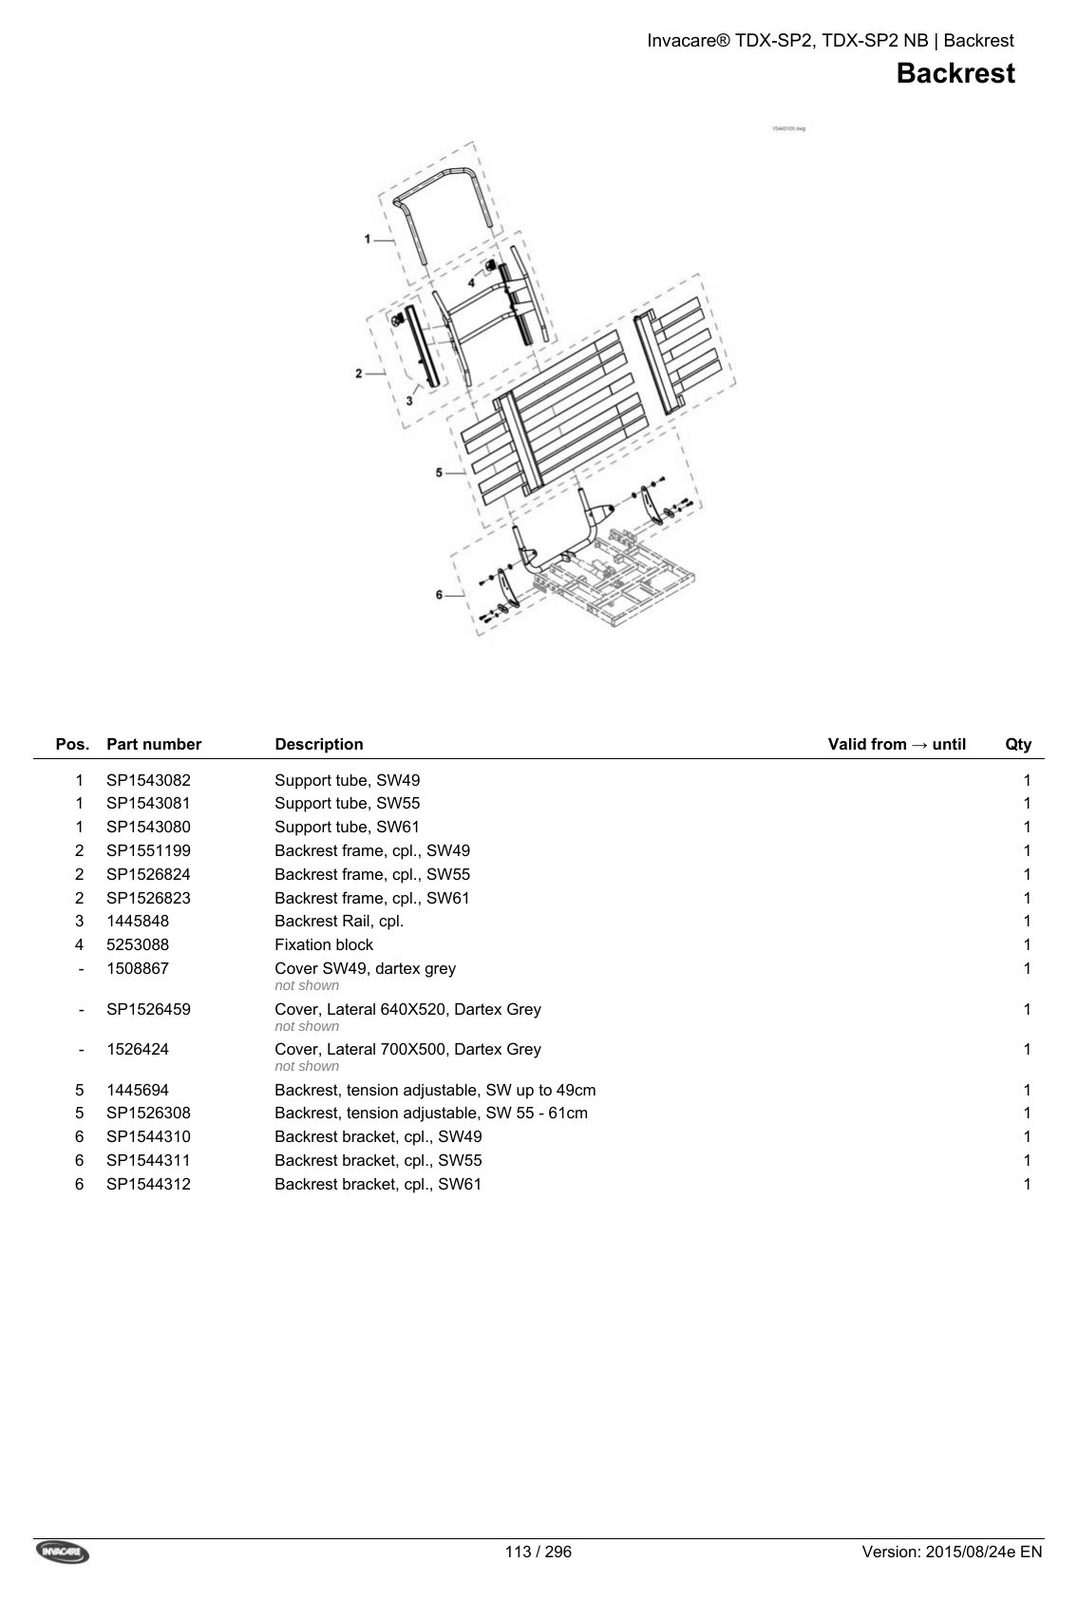 Invacare® TDX-SP2, TDX-SP2 NB | Backrest
Backrest
1544310X.dwg
1
4
2
3
5
6
Pos. Part number Description Valid from → until Qty
1 SP1543082 Support tube, SW49 1
1 SP1543081 Support tube, SW55 1
1 SP1543080 Support tube, SW61 1
2 SP1551199 Backrest frame, cpl., SW49 1
2 SP1526824 Backrest frame, cpl., SW55 1
2 SP1526823 Backrest frame, cpl., SW61 1
3 1445848 Backrest Rail, cpl. 1
4 5253088 Fixation block 1
- 1508867 Cover SW49, dartex grey 1
not shown
- SP1526459 Cover, Lateral 640X520, Dartex Grey 1
not shown
- 1526424 Cover, Lateral 700X500, Dartex Grey 1
not shown
5 1445694 Backrest, tension adjustable, SW up to 49cm 1
5 SP1526308 Backrest, tension adjustable, SW 55 - 61cm 1
6 SP1544310 Backrest bracket, cpl., SW49 1
6 SP1544311 Backrest bracket, cpl., SW55 1
6 SP1544312 Backrest bracket, cpl., SW61 1
INVACARE 113 / 296 Version: 2015/08/24e EN